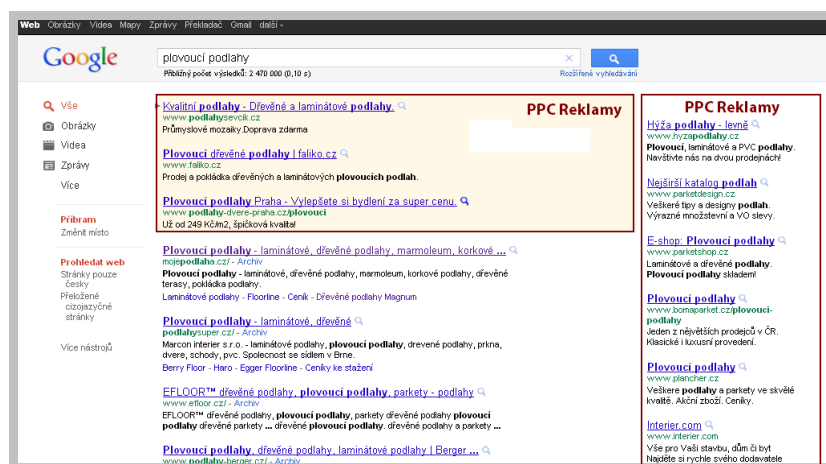 Web Obrázky Videa Mapy Zprávy Překladač Gmail další
Google
plovoucí podlahy
Přibližný počet výsledků: 2 470 000 (0,10 s)
Rozšířené vyhledávání
Vše
Obrázky
Videa
Zprávy
Více
Příbram
Změnit místo
Prohledat web
Stránky pouze
česky
Přeložené
cizojazyčné
stránky
Více nástrojů
PPC Reklamy
Kvalitní podlahy - Dřevěné a laminátové podlahy.
www.podlahysevcik.cz
Průmyslové mozaiky.Doprava zdarma
Plovoucí dřevěné podlahy | faliko.cz
www.faliko.cz
Prodej a pokládka dřevěných a laminátových plovoucích podlah.
Plovoucí podlahy Praha - Vylepšete si bydlení za super cenu.
www.podlahy-dvere-praha.cz/plovouci
Už od 249 Kč/m2, špičková kvalita!
Plovoucí podlahy - laminátové, dřevěné podlahy, marmoleum, korkové ...
mojepodlaha.cz/ - Archiv
Plovoucí podlahy - laminátové, dřevěné podlahy, marmoleum, korkové podlahy, dřevěné
terasy, pokládka podlahy.
Laminátové podlahy - Floorline - Ceník - Dřevěné podlahy Magnum
Plovoucí podlahy - laminátové, dřevěné
podlahysuper.cz/ - Archiv
Marcon interier s.r.o. - laminátové podlahy, plovoucí podlahy, drevené podlahy, prkna,
dvere, schody, pvc. Spolecnost se sídlem v Brne.
Berry Floor - Haro - Egger Floorline - Ceníky ke stažení
EFLOOR™ dřevěné podlahy, plovoucí podlahy, parkety - podlahy
www.efloor.cz/ - Archiv
EFLOOR™ dřevěné podlahy, plovoucí podlahy, parkety dřevěné podlahy plovoucí
podlahy dřevěné parkety ... dřevěné plovoucí podlahy. dřevěné podlahy a parkety ...
Plovoucí podlahy, dřevěné podlahy, laminátové podlahy | Berger ...
www.podlahy-berger.cz/ - Archiv
PPC Reklamy
Hýža podlahy - levně
www.hyzapodlahy.cz
Plovoucí, laminátové a PVC podlahy.
Navštivte nás na dvou prodejnách!
Nejširší katalog podlah
www.parketdesign.cz
Veškeré tipy a designy podlah.
Výrazné množstevní a VO slevy.
E-shop: Plovoucí podlahy
www.parketshop.cz
Laminátové a dřevěné podlahy.
Plovoucí podlahy skladem!
Plovoucí podlahy
www.bomaparket.cz/plovouci-
podlahy
Jeden z největších prodejců v ČR.
Klasické i luxusní provedení.
Plovoucí podlahy
www.plancher.cz
Veškere podlahy a parkety ve skvělé
kvalitě. Akční zboží. Ceníky.
Interier.com
www.interier.com
Vše pro Vaši stavbu, dům či byt
Najděte si rychle svého dodavatele